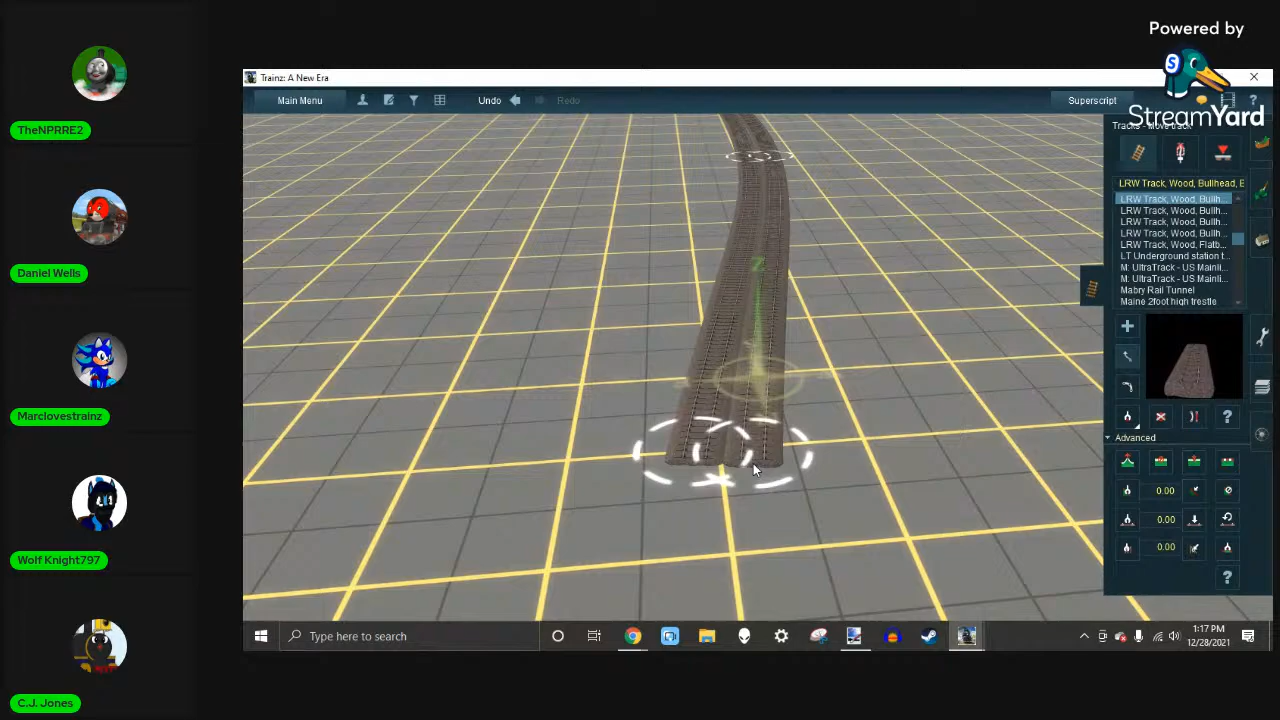 Powered by
StreamYard
TheNPRRE2
Daniel Wells
Marclovestrainz
Wolf Knight797
C.J. Jones
Trainz: A New Era
Main Menu
Undo
Redo
Superscript
Tracks - Move track
LRW Track, Wood, Bullhead, E
LRW Track, Wood, Bullh...
LRW Track, Wood, Bullh...
LRW Track, Wood, Bullh...
LRW Track, Wood, Bullh...
LRW Track, Wood, Flatb...
LT Underground station t...
M: UltraTrack - US Mainli...
M: UltraTrack - US Mainli...
Mabry Rail Tunnel
Maine 2foot high trestle
Advanced
0.00
0.00
0.00
Z
Type here to search
1:17 PM
12/28/2021